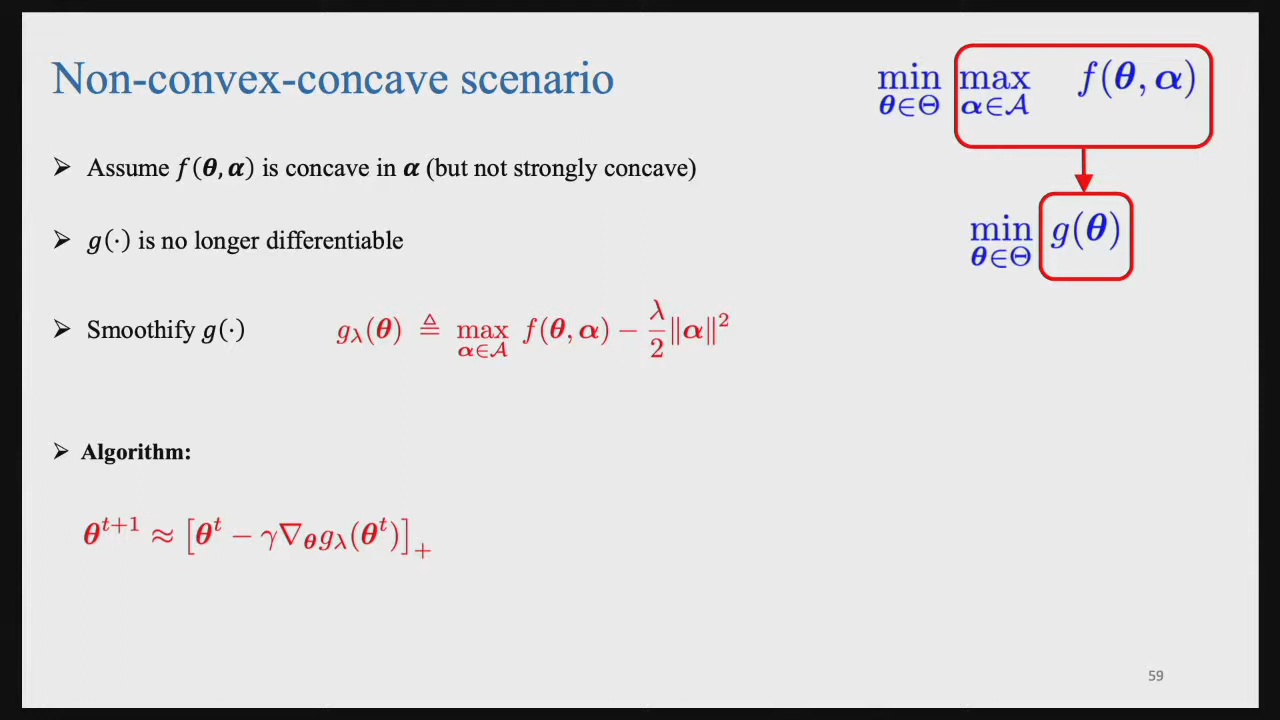 Non-convex-concave scenario
min_{θ∈Θ} max_{α∈𝒜} f(θ, α)
➢ Assume f(θ, α) is concave in α (but not strongly concave)
➢ g(·) is no longer differentiable
min_{θ∈Θ} g(θ)
➢ Smoothify g(·) g_λ(θ) ≜ max_{α∈𝒜} f(θ, α) − λ/2 ‖α‖²
➢ Algorithm:
θ^{t+1} ≈ [θ^t − γ∇_θ g_λ(θ^t)]_+
59